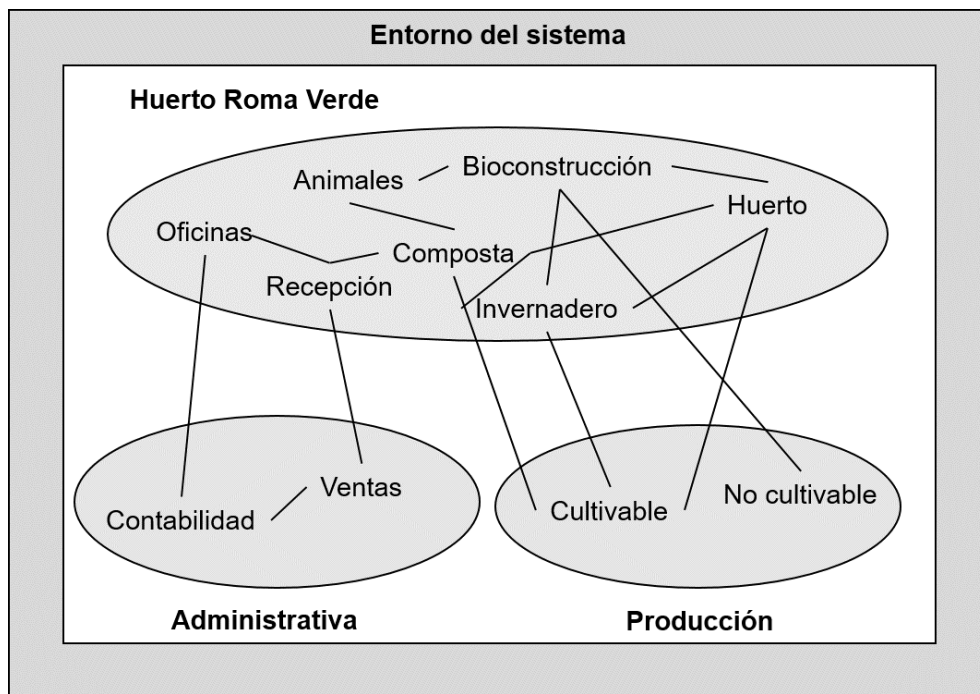 Entorno del sistema
Huerto Roma Verde
Bioconstrucción
Animales
Huerto
Oficinas
Composta
Recepción
Invernadero
Ventas
Contabilidad
No cultivable
Cultivable
Administrativa
Producción